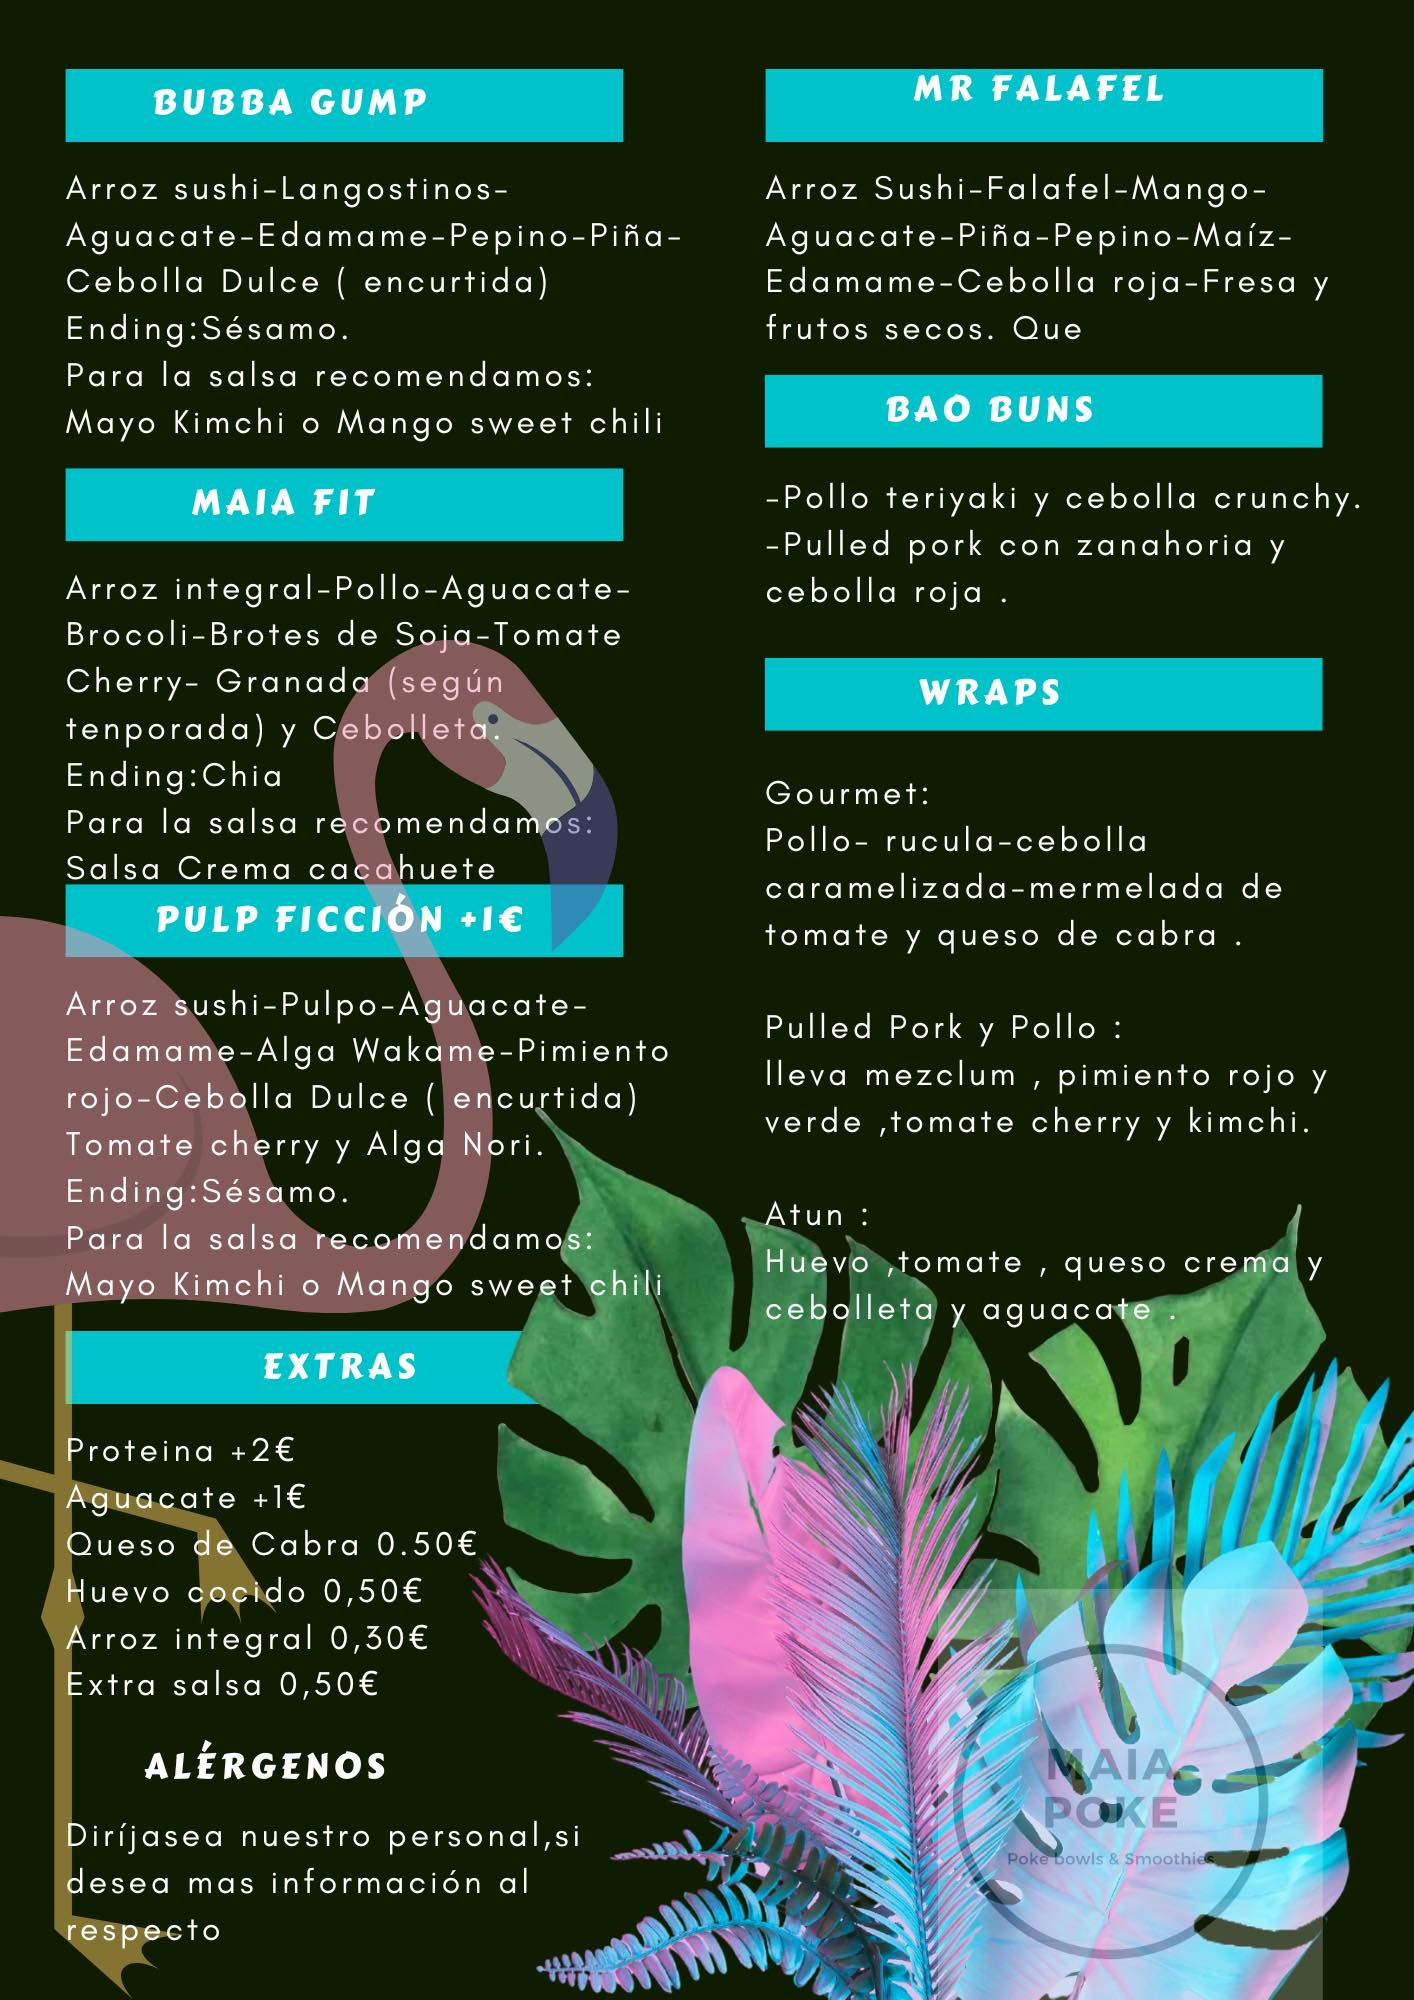 BUBBA GUMP
Arroz sushi-Langostinos-
Aguacate-Edamame-Pepino-Piña-
Cebolla Dulce ( encurtida)
Ending:Sésamo.
Para la salsa recomendamos:
Mayo Kimchi o Mango sweet chili
MAIA FIT
Arroz integral-Pollo-Aguacate-
Brocoli-Brotes de Soja-Tomate
Cherry- Granada (según
tenporada) y Cebolleta.
Ending:Chia
Para la salsa recomendamos:
Salsa Crema cacahuete
PULP FICCIÓN +1€
Arroz sushi-Pulpo-Aguacate-
Edamame-Alga Wakame-Pimiento
rojo-Cebolla Dulce ( encurtida)
Tomate cherry y Alga Nori.
Ending:Sésamo.
Para la salsa recomendamos:
Mayo Kimchi o Mango sweet chili
EXTRAS
Proteina +2€
Aguacate +1€
Queso de Cabra 0.50€
Huevo cocido 0,50€
Arroz integral 0,30€
Extra salsa 0,50€
ALÉRGENOS
Diríjasea nuestro personal,si
desea mas información al
respecto
MR FALAFEL
Arroz Sushi-Falafel-Mango-
Aguacate-Piña-Pepino-Maíz-
Edamame-Cebolla roja-Fresa y
frutos secos. Que
BAO BUNS
-Pollo teriyaki y cebolla crunchy.
-Pulled pork con zanahoria y
cebolla roja .
WRAPS
Gourmet:
Pollo- rucula-cebolla
caramelizada-mermelada de
tomate y queso de cabra .
Pulled Pork y Pollo :
lleva mezclum , pimiento rojo y
verde ,tomate cherry y kimchi.
Atun :
Huevo ,tomate , queso crema y
cebolleta y aguacate .
MAIA
POKE
Poke bowls & Smoothies